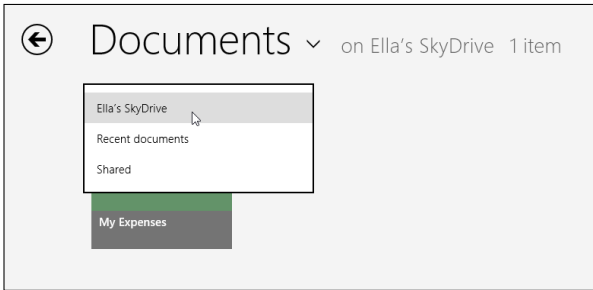 Documents on Ella's SkyDrive 1 item
Ella's SkyDrive
Recent documents
Shared
My Expenses